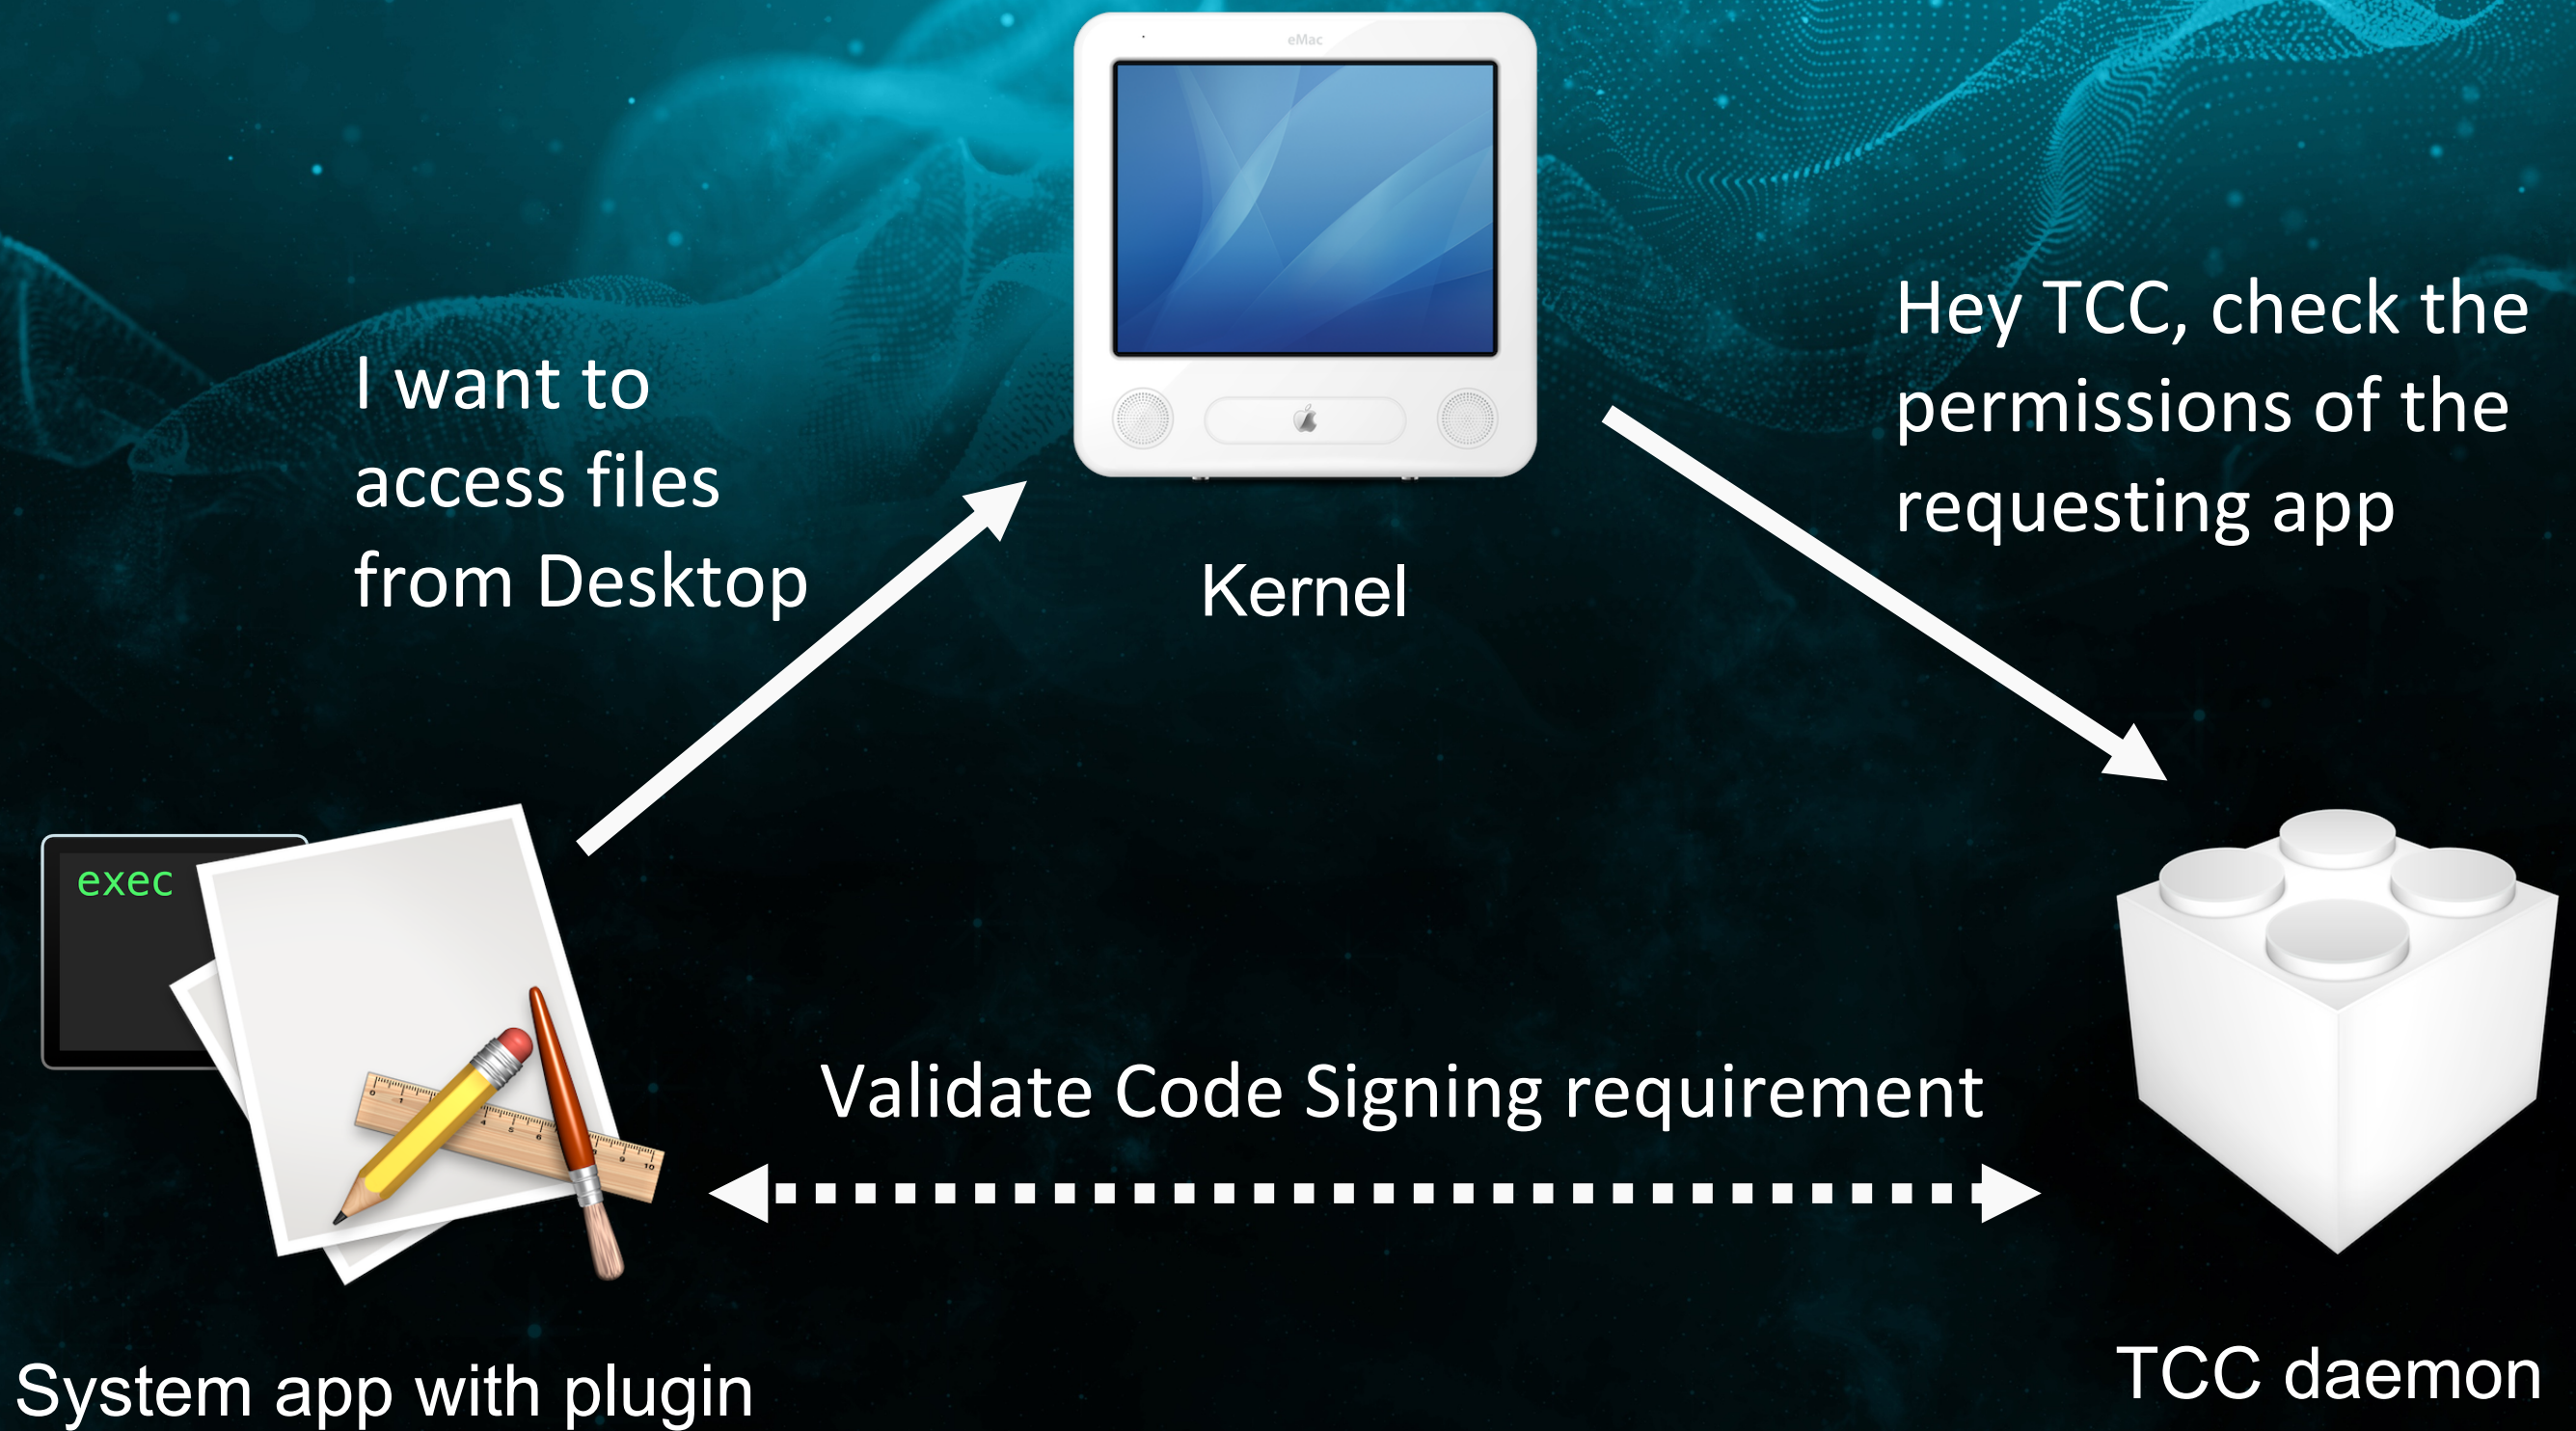 eMac
I want to
access files
from Desktop
Kernel
Hey TCC, check the
permissions of the
requesting app
exec
Validate Code Signing requirement
System app with plugin
TCC daemon